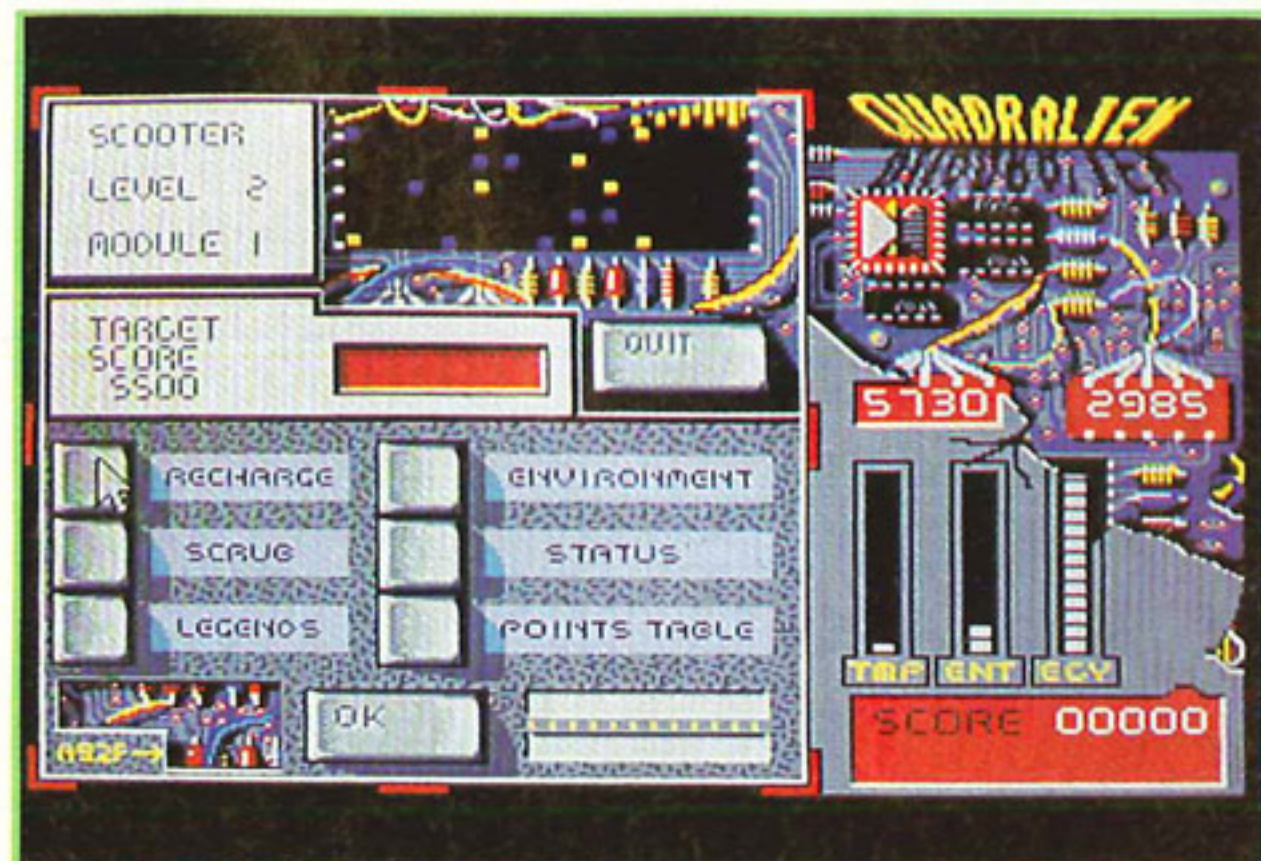 SCOOTER
LEVEL 2
MODULE 1
TARGET
SCORE
5500
QUIT
RECHARGE
ENVIRONMENT
SCRUB
STATUS
LEGENDS
POINTS TABLE
OK
QUADRALIEN
5730
2985
TMP ENT EGY
SCORE 00000